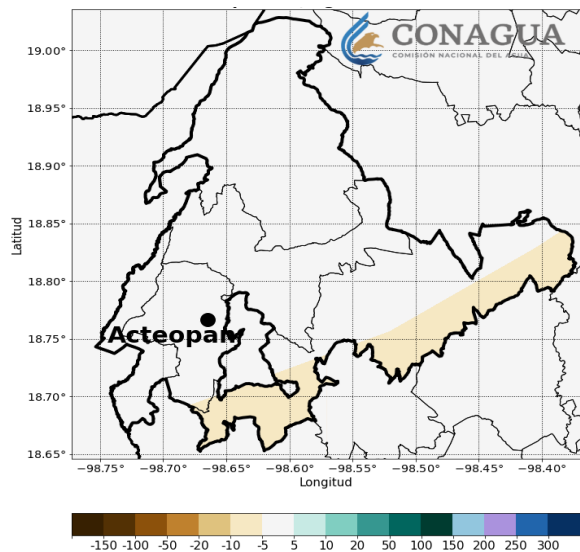 CONAGUA
COMISIÓN NACIONAL DEL AGUA
Latitud
19.00°
18.95°
18.90°
18.85°
18.80°
18.75°
18.70°
18.65°
Acteopan
−98.75 −98.70 −98.65 −98.60 −98.55 −98.50 −98.45 −98.40
Longitud
-150 -100 -50 -20 -10 -5 5 10 20 50 100 150 200 250 300